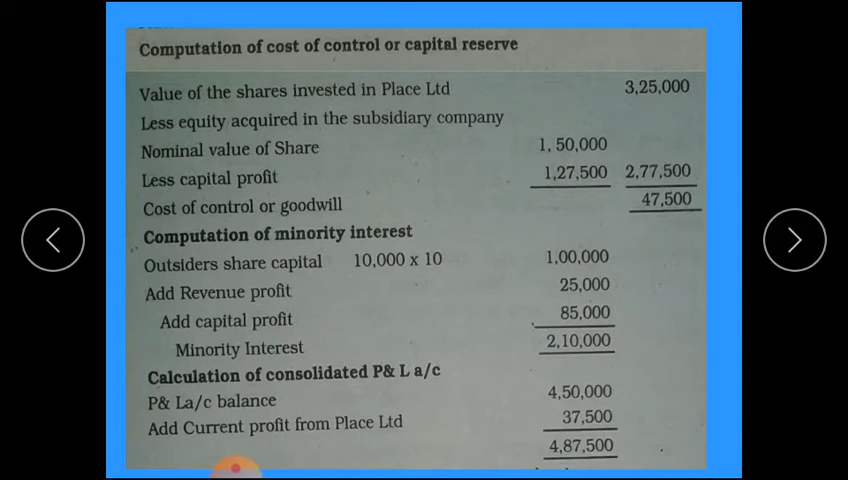 Computation of cost of control or capital reserve
Value of the shares invested in Place Ltd 3,25,000
Less equity acquired in the subsidiary company
Nominal value of Share 1, 50,000
Less capital profit 1,27,500 2,77,500
Cost of control or goodwill 47,500
Computation of minority interest
Outsiders share capital 10,000 x 10 1,00,000
Add Revenue profit 25,000
Add capital profit 85,000
Minority Interest 2,10,000
Calculation of consolidated P& L a/c
P& La/c balance 4,50,000
Add Current profit from Place Ltd 37,500
4,87,500